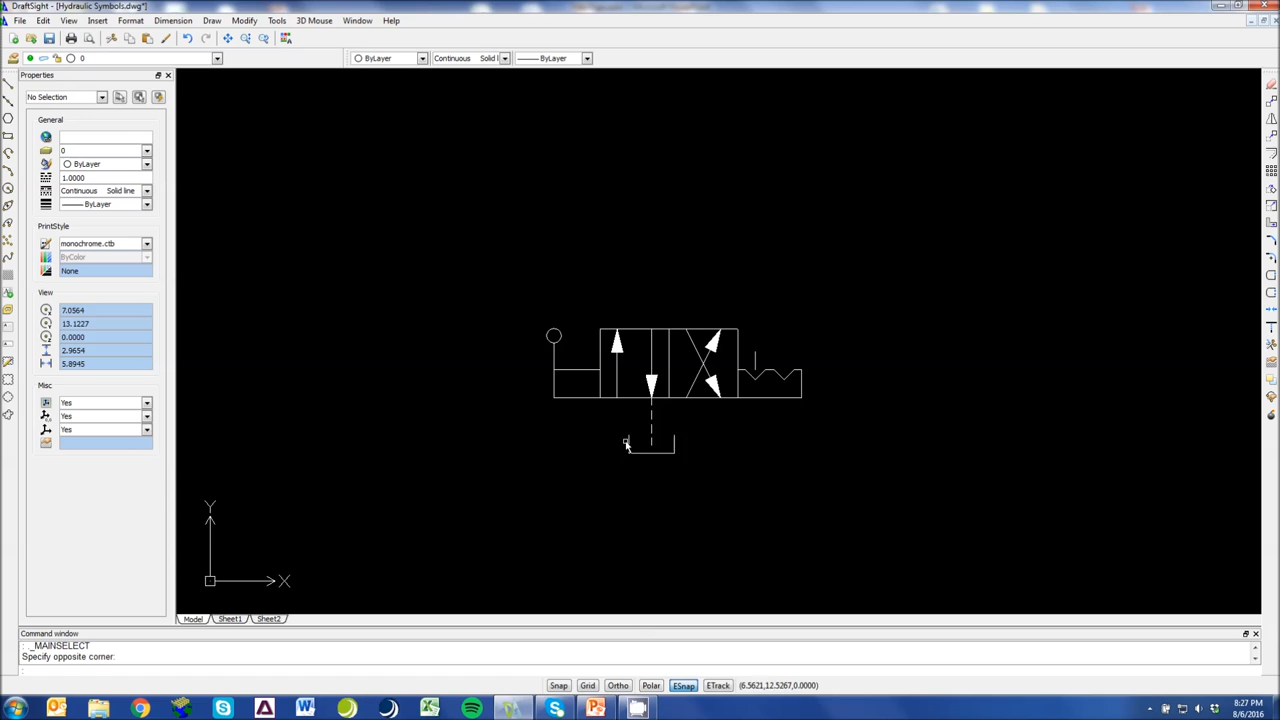 DraftSight - [Hydraulic Symbols.dwg*]
File Edit View Insert Format Dimension Draw Modify Tools 3D Mouse Window Help
0 ByLayer Continuous Solid l ByLayer
Properties
No Selection
General
0
ByLayer
1.0000
Continuous Solid line
ByLayer
PrintStyle
monochrome.ctb
ByColor
None
View
7.0564
13.1227
0.0000
2.9654
5.8945
Misc
Yes
Yes
Yes
Y
X
Model Sheet1 Sheet2
Command window
: ._MAINSELECT
Specify opposite corner:
:
Snap Grid Ortho Polar ESnap ETrack (6.5621,12.5267,0.0000)
8:27 PM
8/6/2016